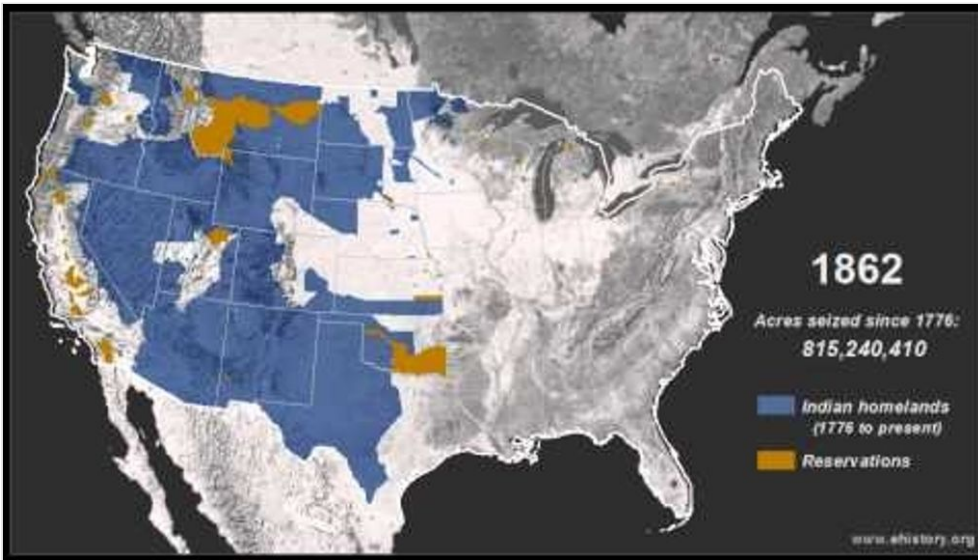 1862
Acres seized since 1776:
815,240,410
Indian homelands
(1776 to present)
Reservations
www.ehistory.org